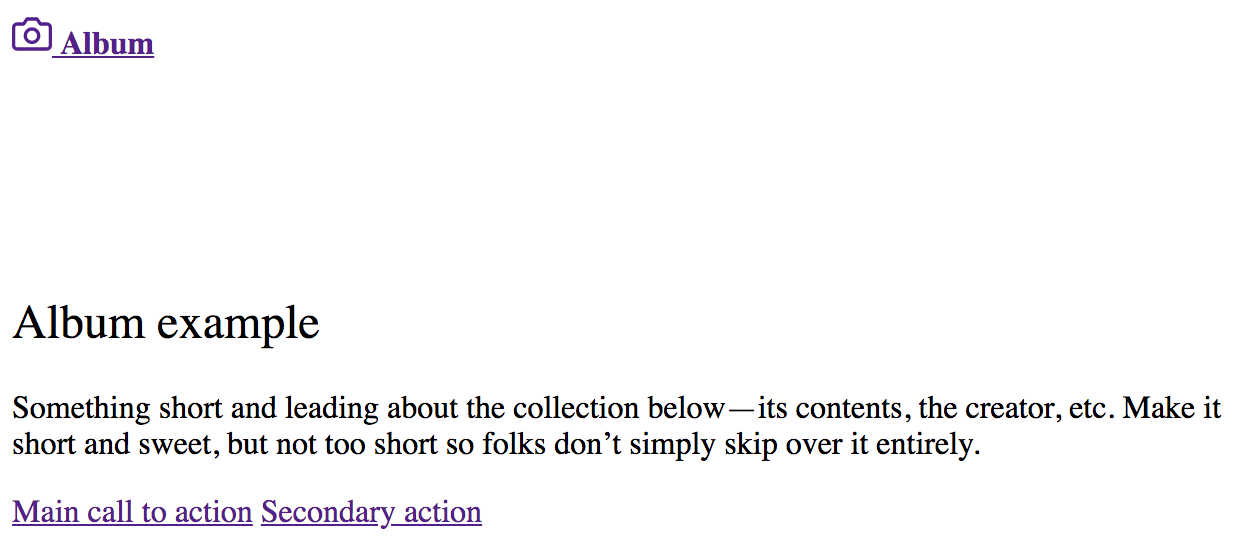 Album
Album example
Something short and leading about the collection below—its contents, the creator, etc. Make it
short and sweet, but not too short so folks don’t simply skip over it entirely.
Main call to action Secondary action